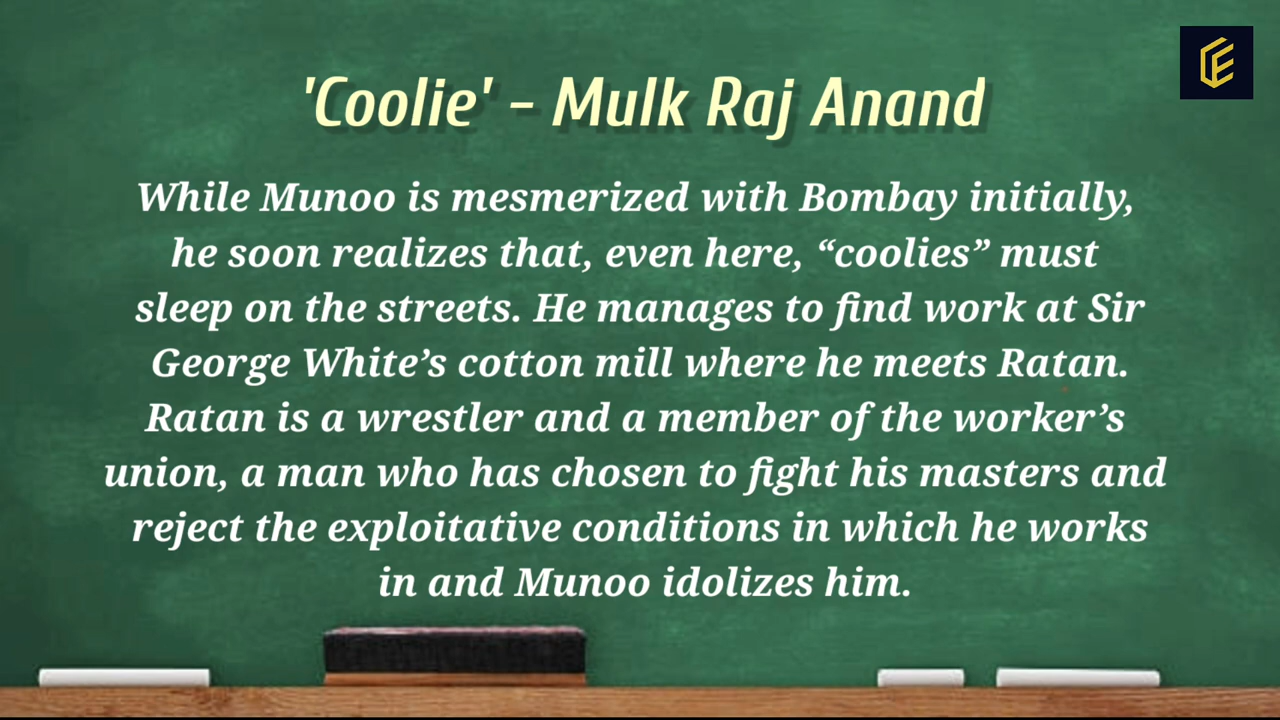 'Coolie' - Mulk Raj Anand
While Munoo is mesmerized with Bombay initially,
he soon realizes that, even here, “coolies” must
sleep on the streets. He manages to find work at Sir
George White’s cotton mill where he meets Ratan.
Ratan is a wrestler and a member of the worker’s
union, a man who has chosen to fight his masters and
reject the exploitative conditions in which he works
in and Munoo idolizes him.